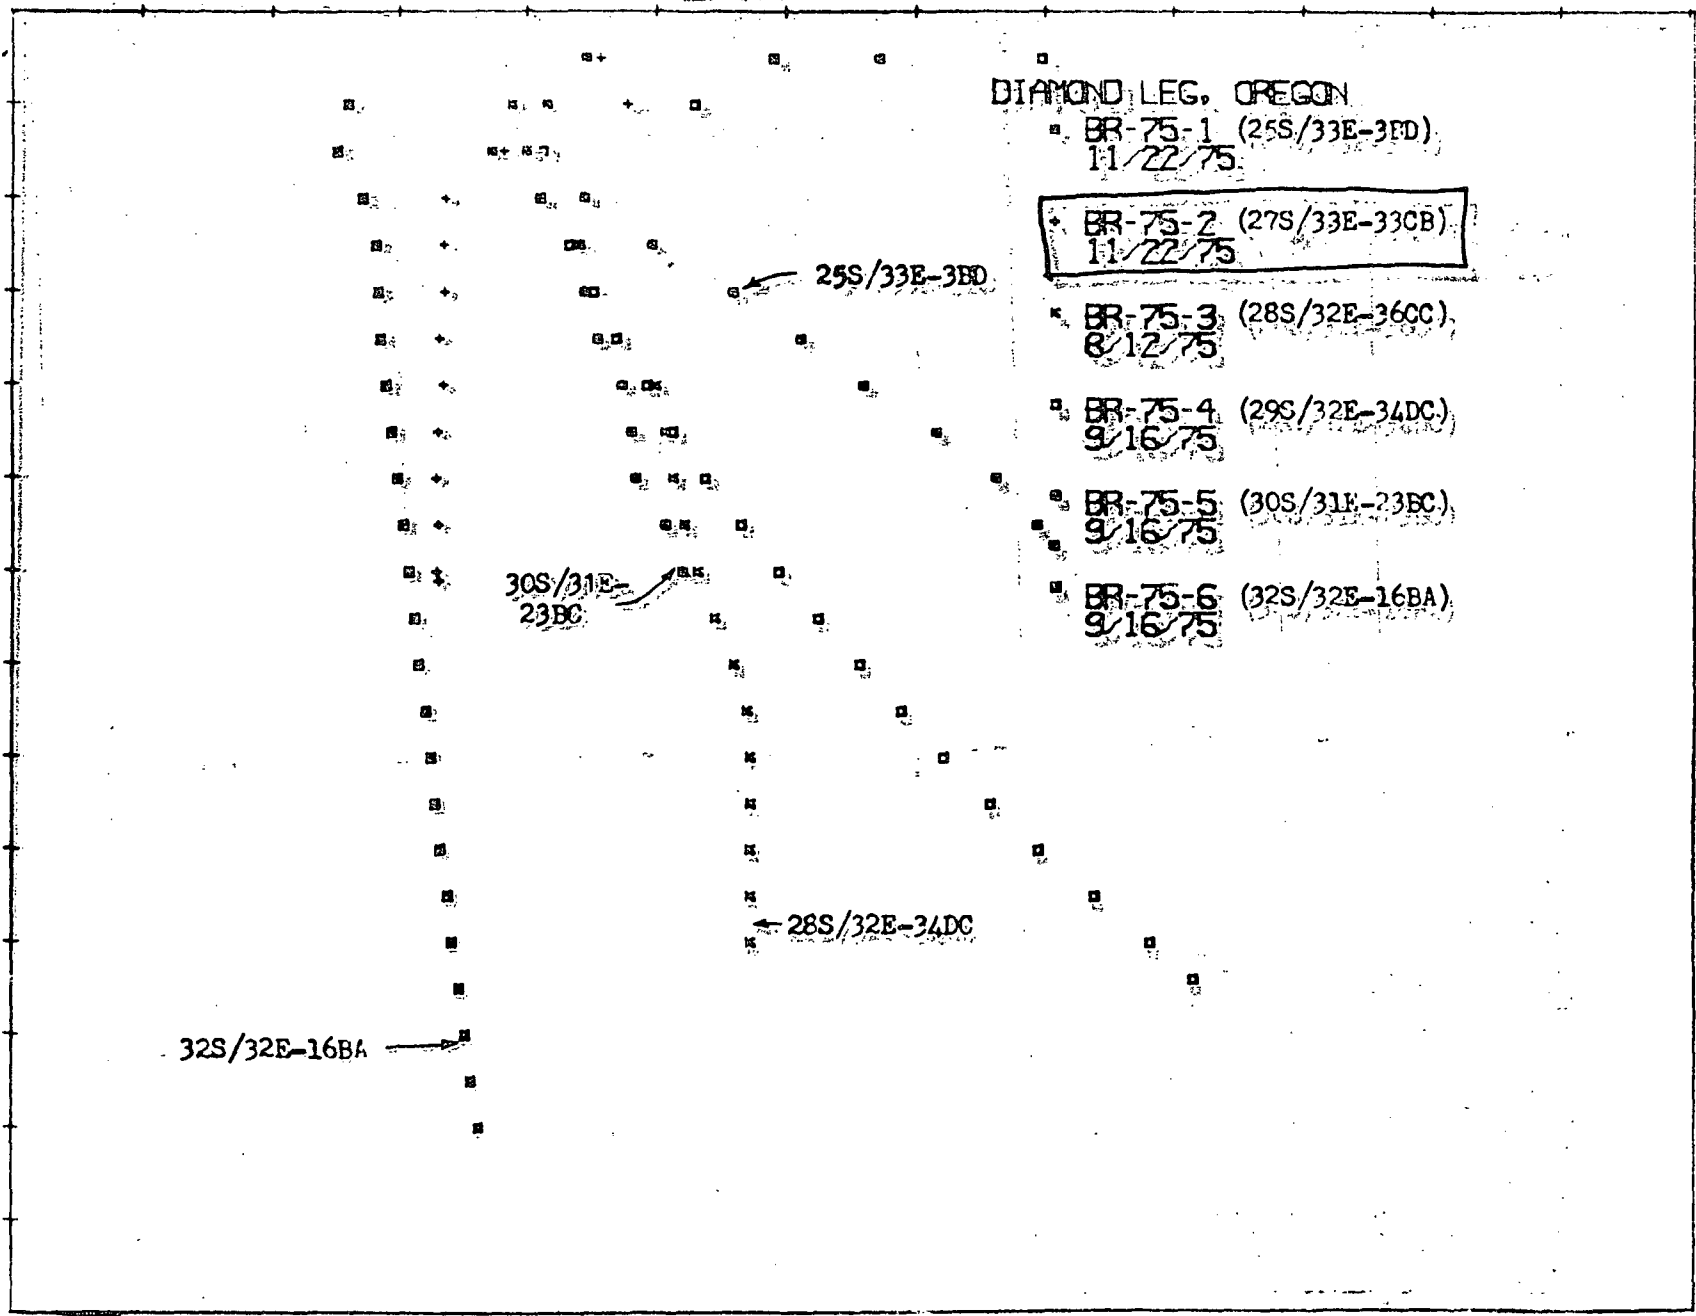 DIAMOND LEG, OREGON
BR-75-1 (25S/33E-3BD)
11/22/75
BR-75-2 (27S/33E-33CB)
11/22/75
BR-75-3 (28S/32E-36CC)
8/12/75
BR-75-4 (29S/32E-34DC)
9/16/75
BR-75-5 (30S/31E-23BC)
9/16/75
BR-75-6 (32S/32E-16BA)
9/16/75
25S/33E-3BD
30S/31E-
23BC
28S/32E-34DC
32S/32E-16BA